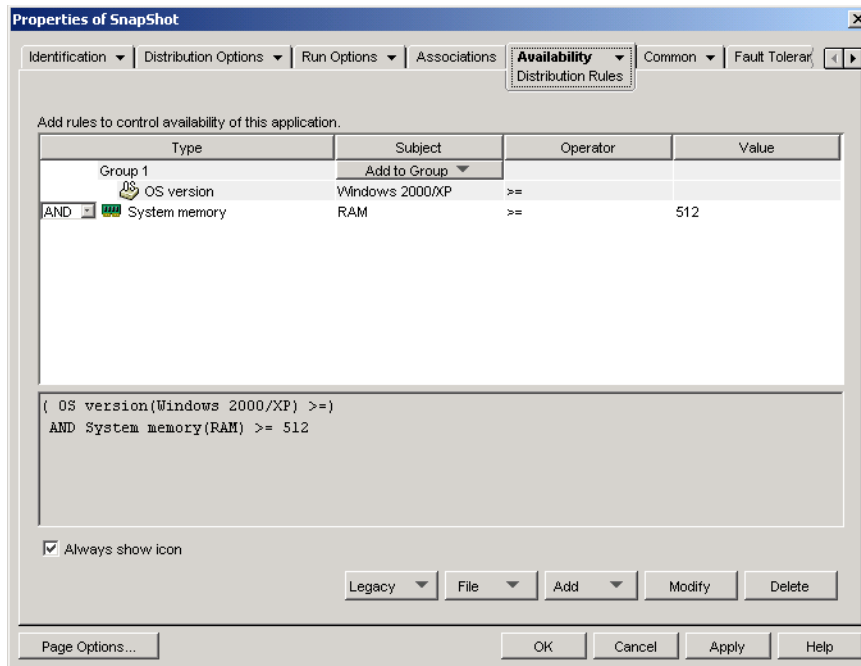 Properties of SnapShot
Identification Distribution Options Run Options Associations Availability Common Fault Toleran
Distribution Rules
Add rules to control availability of this application.
Type Subject Operator Value
Group 1 Add to Group
OS version Windows 2000/XP >=
AND System memory RAM >= 512
( OS version(Windows 2000/XP) >=)
AND System memory(RAM) >= 512
Always show icon
Legacy File Add Modify Delete
Page Options... OK Cancel Apply Help